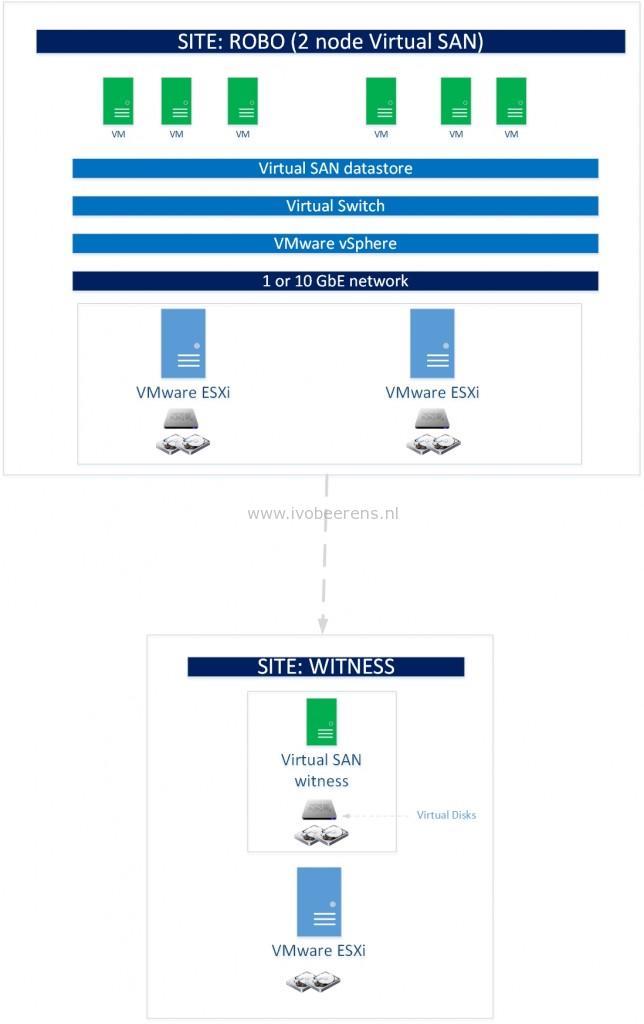 SITE: ROBO (2 node Virtual SAN)
VM VM VM VM VM VM
Virtual SAN datastore
Virtual Switch
VMware vSphere
1 or 10 GbE network
VMware ESXi VMware ESXi
www.ivobeerens.nl
SITE: WITNESS
Virtual SAN
witness
Virtual Disks
VMware ESXi